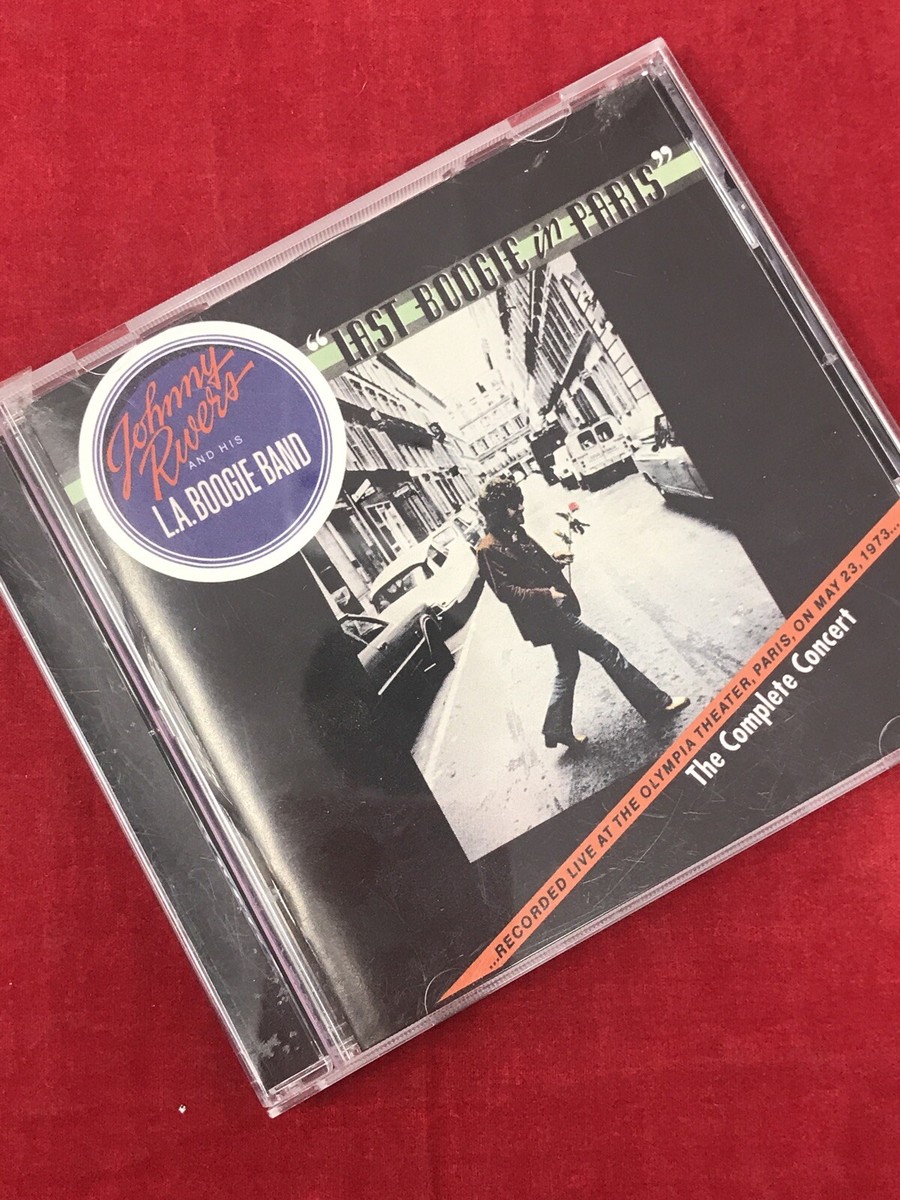 “LAST BOOGIE in PARIS”
Johnny
Rivers
AND HIS
L.A. BOOGIE BAND
...RECORDED LIVE AT THE OLYMPIA THEATER, PARIS, ON MAY 23, 1973...
The Complete Concert